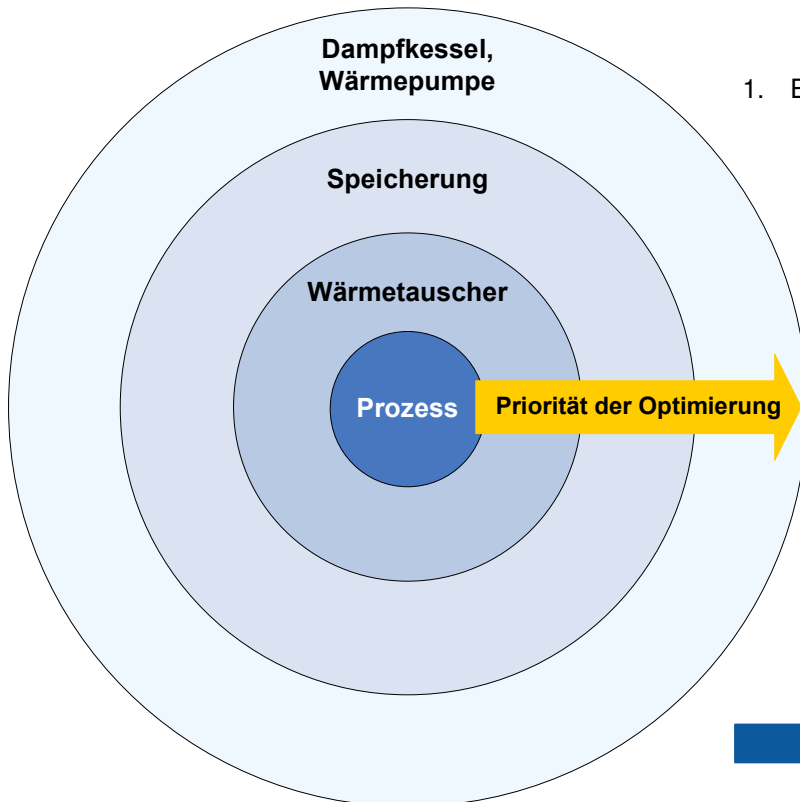 Dampfkessel,
Wärmepumpe
1. E
Speicherung
Wärmetauscher
Prozess
Priorität der Optimierung